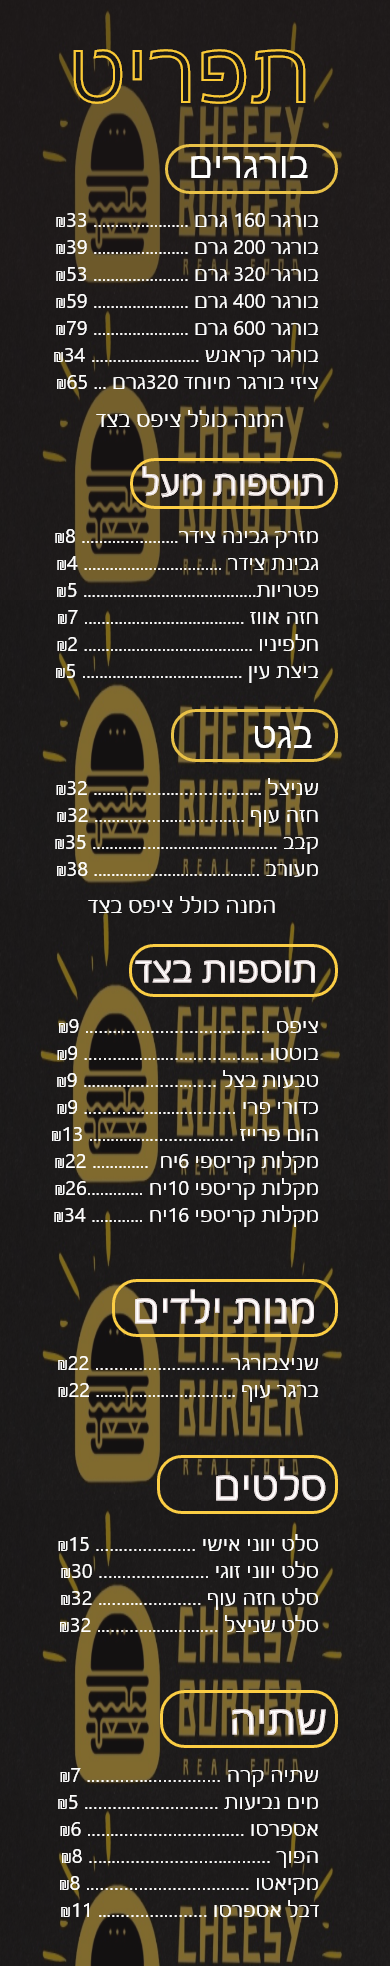 תפריט
CHEESY
BURGER
REAL FOOD
בורגרים
בורגר 160 גרם .................... ₪33
בורגר 200 גרם .................... ₪39
בורגר 320 גרם .................... ₪53
בורגר 400 גרם .................... ₪59
בורגר 600 גרם .................... ₪79
בורגר קראנש ....................... ₪34
ציזי בורגר מיוחד 320גרם ... ₪65
המנה כולל ציפס בצד
תוספות מעל
מזרק גבינה צידר.................... ₪8
גבינת צידר ............................. ₪4
פטריות.................................... ₪5
חזה אווז .................................. ₪7
חלפיניו .................................... ₪2
ביצת עין .................................. ₪5
בגט
שניצל .................................... ₪32
חזה עוף ................................ ₪32
קבב ....................................... ₪35
מעורב ................................... ₪38
המנה כולל ציפס בצד
תוספות בצד
ציפס ....................................... ₪9
בוטטו ...................................... ₪9
טבעות בצל ............................ ₪9
כדורי פרי ................................ ₪9
הום פרייז .............................. ₪13
מקלות קריספי 6יח ............ ₪22
מקלות קריספי 10יח ............₪26
מקלות קריספי 16יח ........... ₪34
מנות ילדים
שניצבורגר ............................ ₪22
ברגר עוף .............................. ₪22
סלטים
סלט יווני אישי ..................... ₪15
סלט יווני זוגי ....................... ₪30
סלט חזה עוף ...................... ₪32
סלט שניצל .......................... ₪32
שתיה
שתיה קרה ............................ ₪7
מים נביעות ............................ ₪5
אספרסו ................................. ₪6
הפוך ...................................... ₪8
מקיאטו .................................. ₪8
דבל אספרסו ........................ ₪11